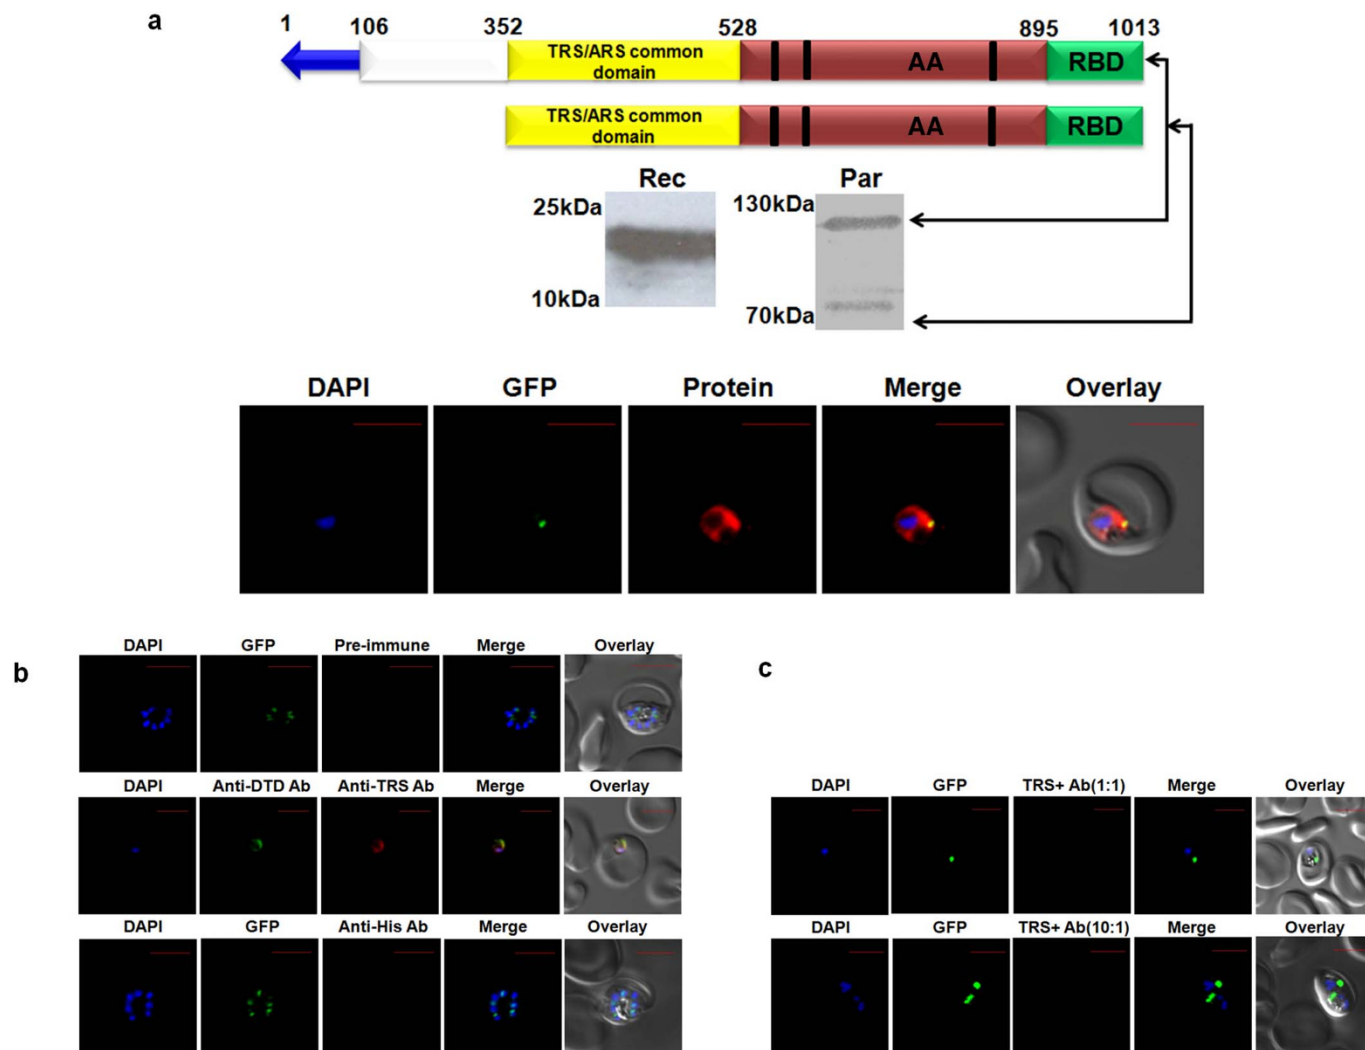 a
1 106 352 528 895 1013
TRS/ARS common
domain
AA
RBD
TRS/ARS common
domain
AA
RBD
Rec
Par
25kDa
10kDa
130kDa
70kDa
DAPI GFP Protein Merge Overlay
b
DAPI GFP Pre-immune Merge Overlay
DAPI Anti-DTD Ab Anti-TRS Ab Merge Overlay
DAPI GFP Anti-His Ab Merge Overlay
c
DAPI GFP TRS+ Ab(1:1) Merge Overlay
DAPI GFP TRS+ Ab(10:1) Merge Overlay